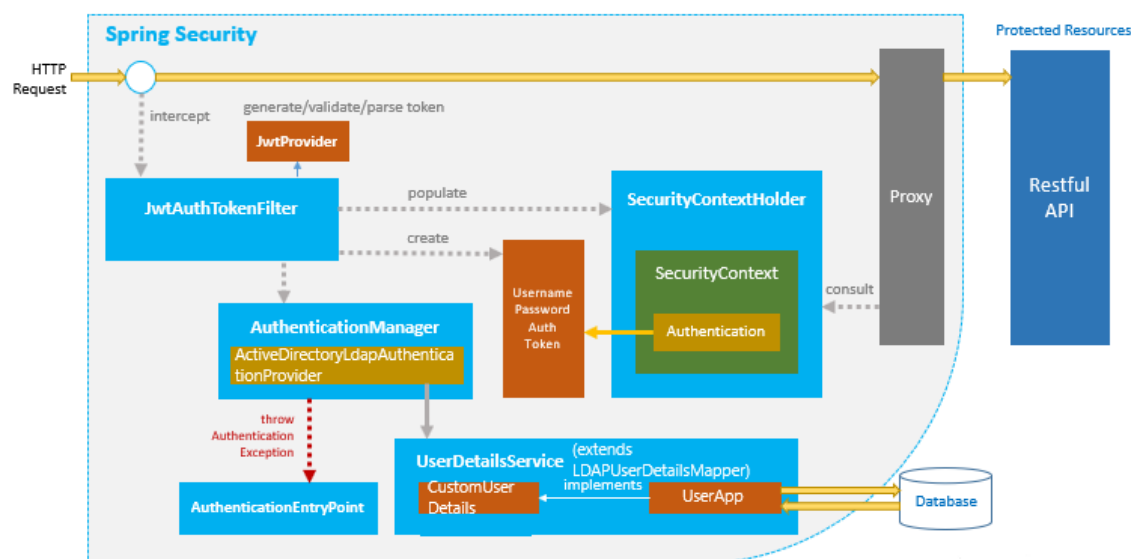 Spring Security
Protected Resources
HTTP
Request
intercept
generate/validate/parse token
JwtProvider
JwtAuthTokenFilter
populate
create
SecurityContextHolder
SecurityContext
Authentication
Proxy
Restful
API
consult
Username
Password
Auth
Token
AuthenticationManager
ActiveDirectoryLdapAuthentica
tionProvider
throw
Authentication
Exception
AuthenticationEntryPoint
UserDetailsService
(extends
LDAPUserDetailsMapper)
implements
CustomUser
Details
UserApp
Database